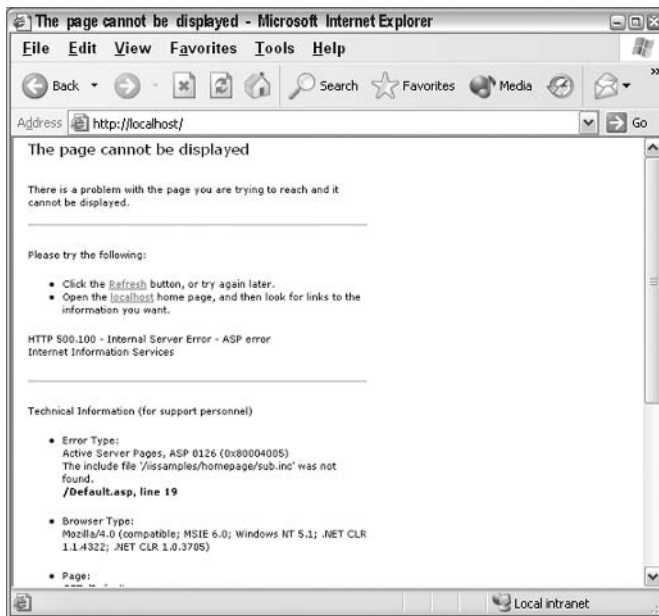 The page cannot be displayed - Microsoft Internet Explorer
File Edit View Favorites Tools Help
Back Search Favorites Media »
Address http://localhost/ Go
The page cannot be displayed
There is a problem with the page you are trying to reach and it
cannot be displayed.
Please try the following:
• Click the Refresh button, or try again later.
• Open the localhost home page, and then look for links to the
information you want.
HTTP 500.100 - Internal Server Error - ASP error
Internet Information Services
Technical Information (for support personnel)
• Error Type:
Active Server Pages, ASP 0126 (0x80004005)
The include file '/iissamples/homepage/sub.inc' was not
found.
/Default.asp, line 19
• Browser Type:
Mozilla/4.0 (compatible; MSIE 6.0; Windows NT 5.1; .NET CLR
1.1.4322; .NET CLR 1.0.3705)
• Page:
Local intranet